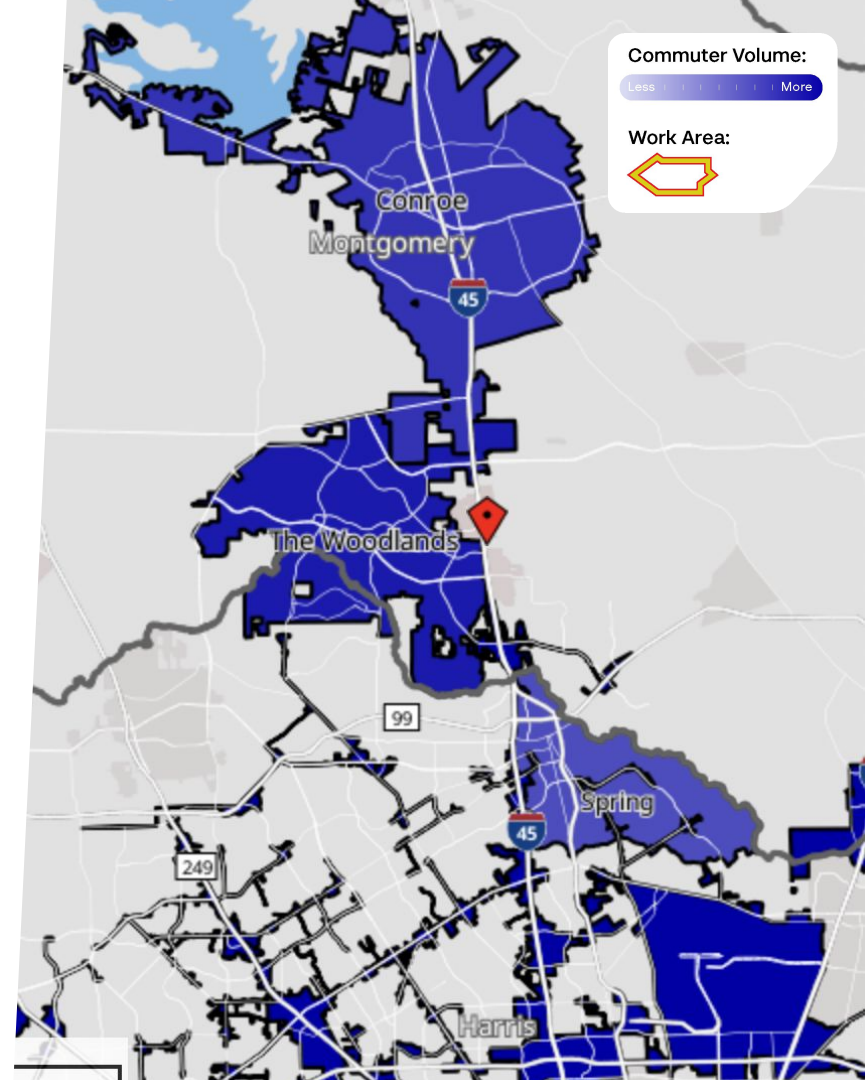 Commuter Volume:
Less
More
Work Area:
Conroe
Montgomery
45
The Woodlands
99
Spring
45
249
Harris